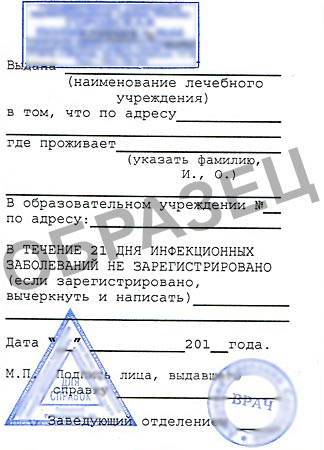 Выдана
(наименование лечебного
учреждения)
в том, что по адресу
где проживает
(указать фамилию,
И., О.)
В образовательном учреждении №
по адресу:
ОБРАЗЕЦ
В ТЕЧЕНИЕ 21 ДНЯ ИНФЕКЦИОННЫХ
ЗАБОЛЕВАНИЙ НЕ ЗАРЕГИСТРИРОВАНО
(если зарегистрировано,
вычеркнуть и написать)
Дата "__"________201_ года.
М.П. Подпись лица, выдавшего
справку
ДЛЯ
СПРАВОК
ВРАЧ
Заведующий отделением